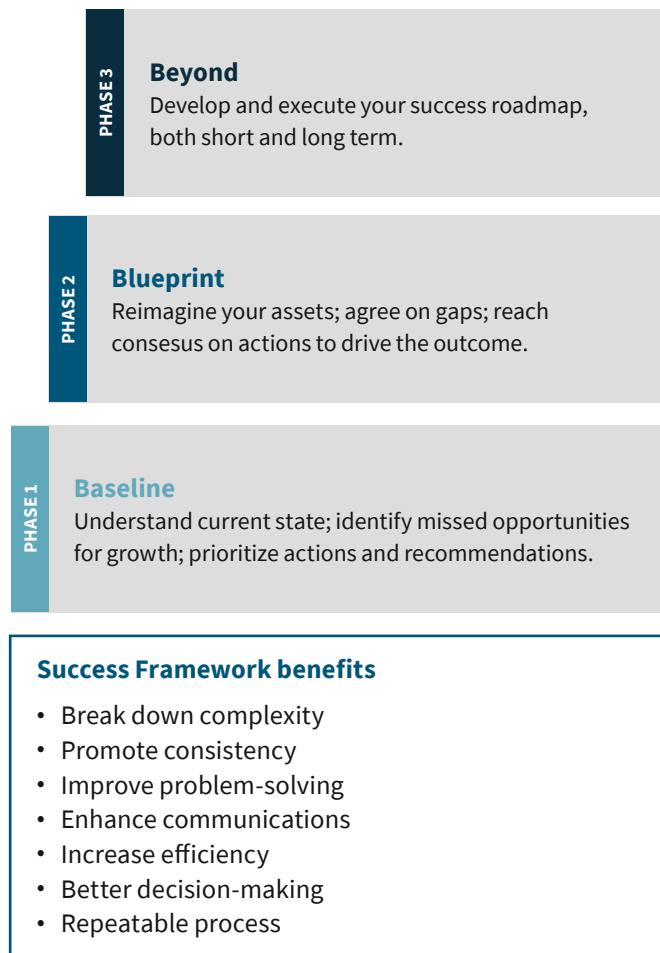 PHASE 3
Beyond
Develop and execute your success roadmap,
both short and long term.
PHASE 2
Blueprint
Reimagine your assets; agree on gaps; reach
consesus on actions to drive the outcome.
PHASE 1
Baseline
Understand current state; identify missed opportunities
for growth; prioritize actions and recommendations.
Success Framework benefits
• Break down complexity
• Promote consistency
• Improve problem-solving
• Enhance communications
• Increase efficiency
• Better decision-making
• Repeatable process